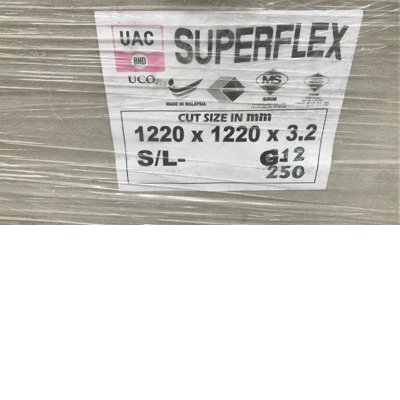 UAC
BHD
SUPERFLEX
UCO
MADE IN MALAYSIA
MS
SIRIM
CUT SIZE IN mm
1220 x 1220 x 3.2
S/L- G12
250